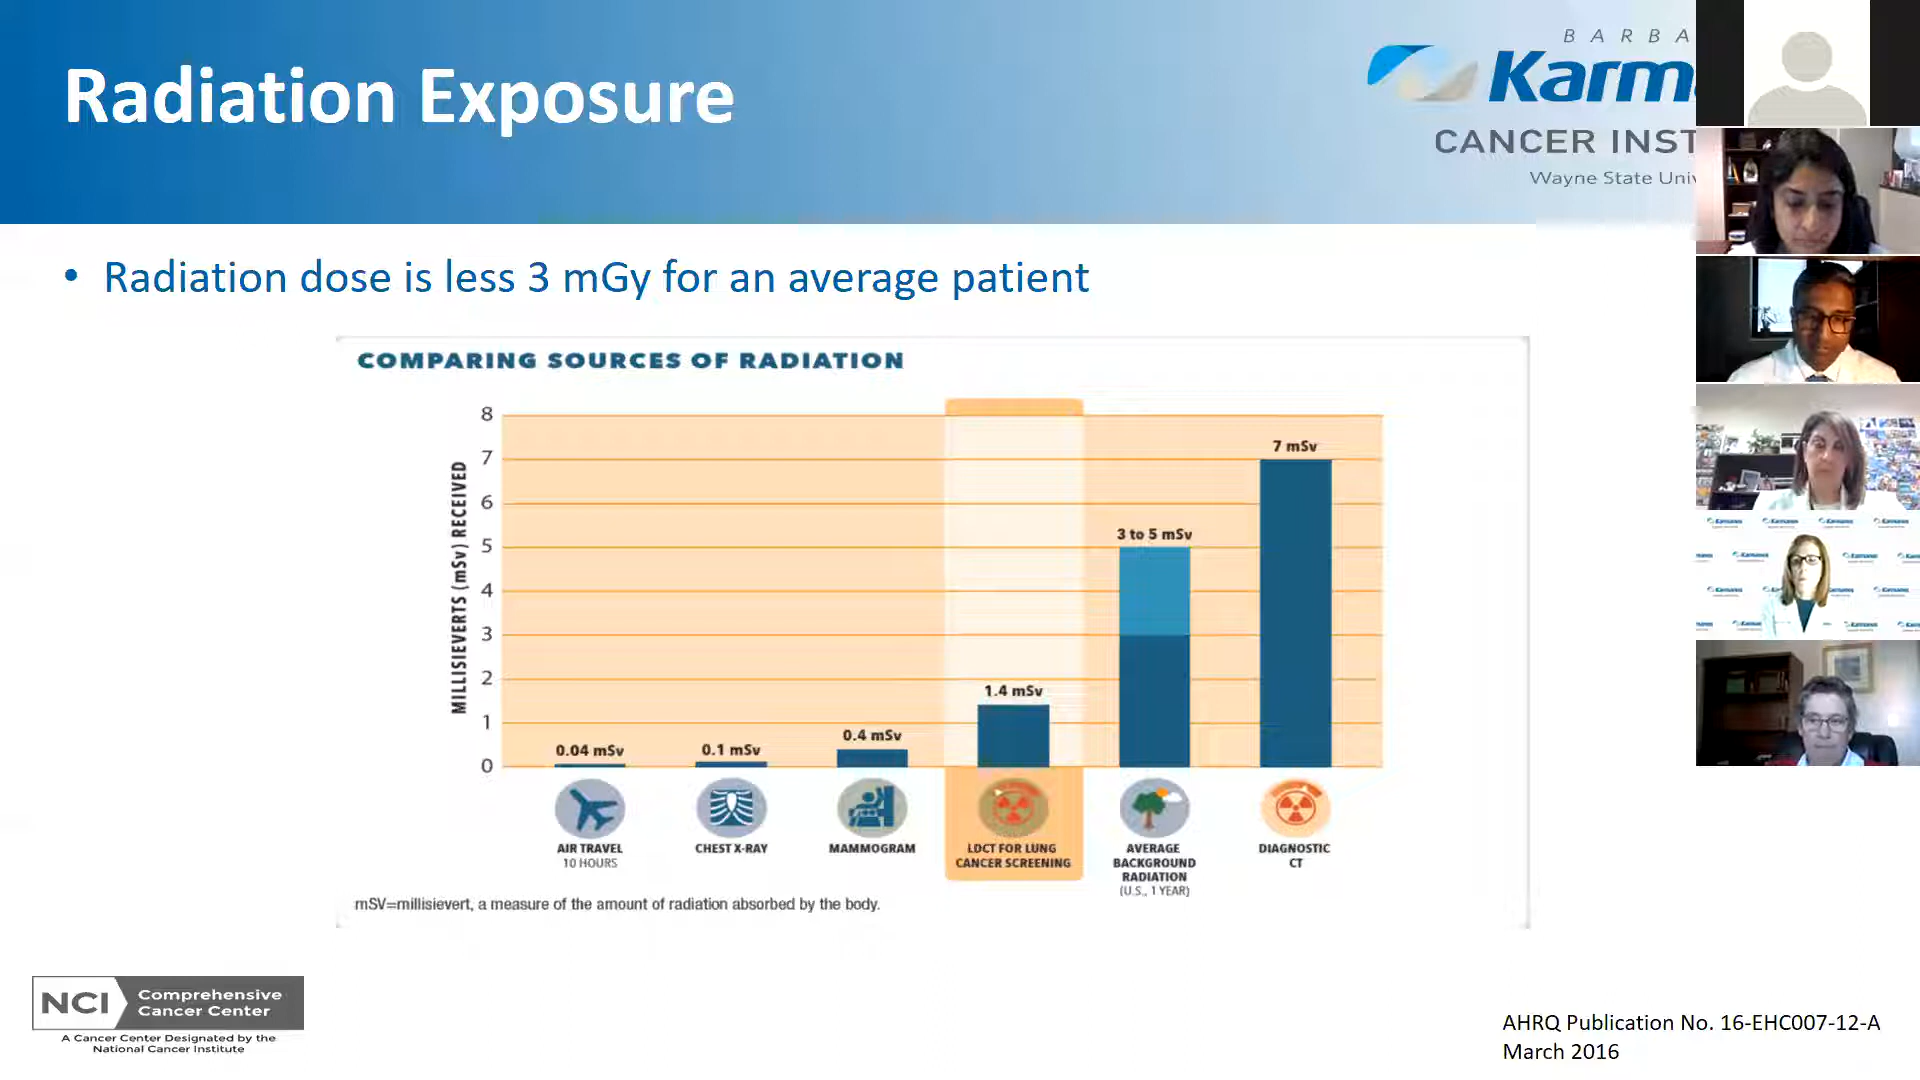 Radiation Exposure
BARBA
Karm
CANCER INST
Wayne State Univ
• Radiation dose is less 3 mGy for an average patient
COMPARING SOURCES OF RADIATION
MILLISIEVERTS (mSv) RECEIVED
8
7
6
5
4
3
2
1
0
0.04 mSv
0.1 mSv
0.4 mSv
1.4 mSv
3 to 5 mSv
7 mSv
AIR TRAVEL
10 HOURS
CHEST X-RAY
MAMMOGRAM
LDCT FOR LUNG
CANCER SCREENING
AVERAGE
BACKGROUND
RADIATION
(U.S., 1 YEAR)
DIAGNOSTIC
CT
mSV=millisievert, a measure of the amount of radiation absorbed by the body.
NCI
Comprehensive
Cancer Center
A Cancer Center Designated by the
National Cancer Institute
AHRQ Publication No. 16-EHC007-12-A
March 2016